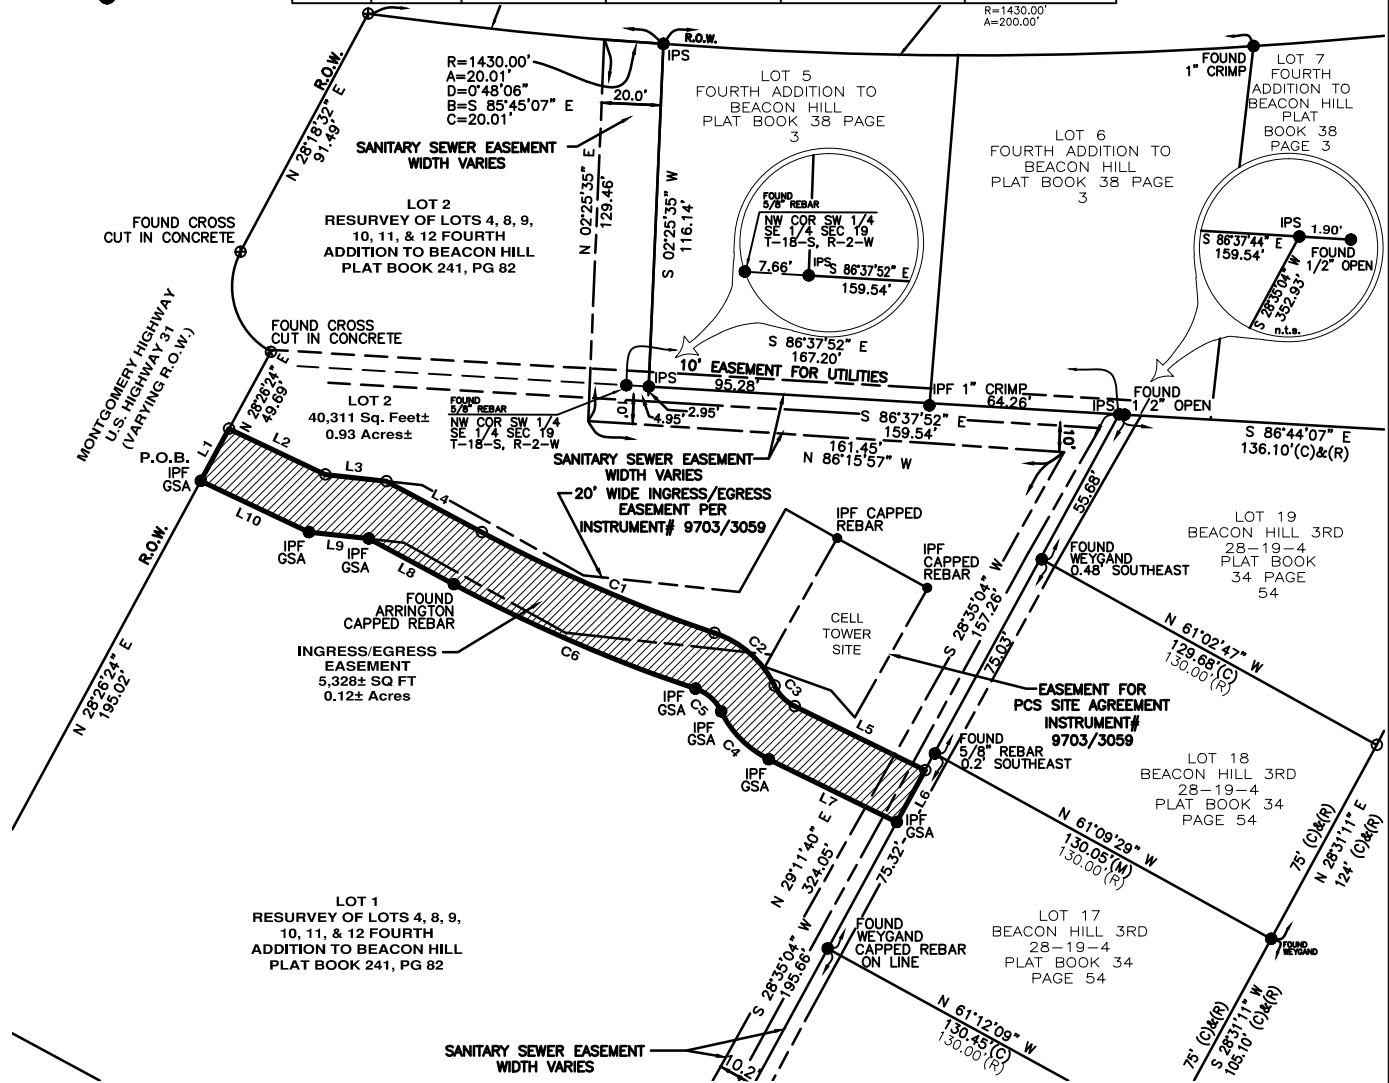 R=1430.00'
A=200.00'
R.O.W.
IPS
FOUND
1" CRIMP
LOT 7
FOURTH
ADDITION TO
BEACON HILL
PLAT
BOOK 38
PAGE 3
R=1430.00'
A=20.01'
D=0°48'06"
B=S 85°45'07" E
C=20.01'
20.0'
LOT 5
FOURTH ADDITION TO
BEACON HILL
PLAT BOOK 38 PAGE
3
LOT 6
FOURTH ADDITION TO
BEACON HILL
PLAT BOOK 38 PAGE
3
R.O.W.
N 28°18'32" E
91.49'
SANITARY SEWER EASEMENT
WIDTH VARIES
N 02°25'35" E
129.46'
S 02°25'35" W
116.14'
FOUND
5/8" REBAR
NW COR SW 1/4
SE 1/4 SEC 19
T-18-S, R-2-W
7.66'
IPS
S 86°37'52" E
159.54'
IPS
1.90'
S 86°37'44" E
159.54'
FOUND
1/2" OPEN
S 28°35'04" W
352.93'
n.t.s.
LOT 2
RESURVEY OF LOTS 4, 8, 9,
10, 11, & 12 FOURTH
ADDITION TO BEACON HILL
PLAT BOOK 241, PG 82
FOUND CROSS
CUT IN CONCRETE
FOUND CROSS
CUT IN CONCRETE
MONTGOMERY HIGHWAY
U.S. HIGHWAY 31
(VARYING R.O.W.)
S 86°37'52" E
167.20'
10' EASEMENT FOR UTILITIES
IPS
95.28'
IPF 1" CRIMP
64.26'
IPS
FOUND
1/2" OPEN
N 28°26'24" E
49.69'
LOT 2
40,311 Sq. Feet±
0.93 Acres±
FOUND
5/8" REBAR
NW COR SW 1/4
SE 1/4 SEC 19
T-18-S, R-2-W
4.95'
2.95'
S 86°37'52" E
159.54'
161.45'
N 86°15'57" W
10'
S 86°44'07" E
136.10'(C)&(R)
SANITARY SEWER EASEMENT
WIDTH VARIES
20' WIDE INGRESS/EGRESS
EASEMENT PER
INSTRUMENT# 9703/3059
P.O.B.
IPF
GSA
L1
L2
L3
L4
L10
IPF
GSA
L9
IPF
GSA
L8
C1
IPF CAPPED
REBAR
IPF
CAPPED
REBAR
55.68'
FOUND
WEYGAND
0.48' SOUTHEAST
LOT 19
BEACON HILL 3RD
28-19-4
PLAT BOOK
34 PAGE
54
R.O.W.
FOUND
ARRINGTON
CAPPED REBAR
CELL
TOWER
SITE
S 28°35'04" W
157.26'
75.03'
N 61°02'47" W
129.68'(C)
130.00'(R)
INGRESS/EGRESS
EASEMENT
5,328± SQ FT
0.12± Acres
C6
C2
C3
IPF
GSA
C5
IPF
GSA
C4
IPF
GSA
L5
L7
L6
IPF
GSA
EASEMENT FOR
PCS SITE AGREEMENT
INSTRUMENT#
9703/3059
FOUND
5/8" REBAR
0.2' SOUTHEAST
LOT 18
BEACON HILL 3RD
28-19-4
PLAT BOOK 34
PAGE 54
N 28°26'24" E
195.02'
N 61°09'29" W
130.05'(M)
130.00'(R)
75' (C)&(R)
N 28°31'11" E
124' (C)&(R)
N 29°11'40" E
324.05'
75.32'
LOT 1
RESURVEY OF LOTS 4, 8, 9,
10, 11, & 12 FOURTH
ADDITION TO BEACON HILL
PLAT BOOK 241, PG 82
FOUND
WEYGAND
CAPPED REBAR
ON LINE
LOT 17
BEACON HILL 3RD
28-19-4
PLAT BOOK 34
PAGE 54
FOUND
WEYGAND
S 28°35'04" W
195.66'
N 61°12'09" W
130.45'(C)
130.00'(R)
75' (C)&(R)
S 28°31'11" W
105.10' (C)&(R)
SANITARY SEWER EASEMENT
WIDTH VARIES
10.2'